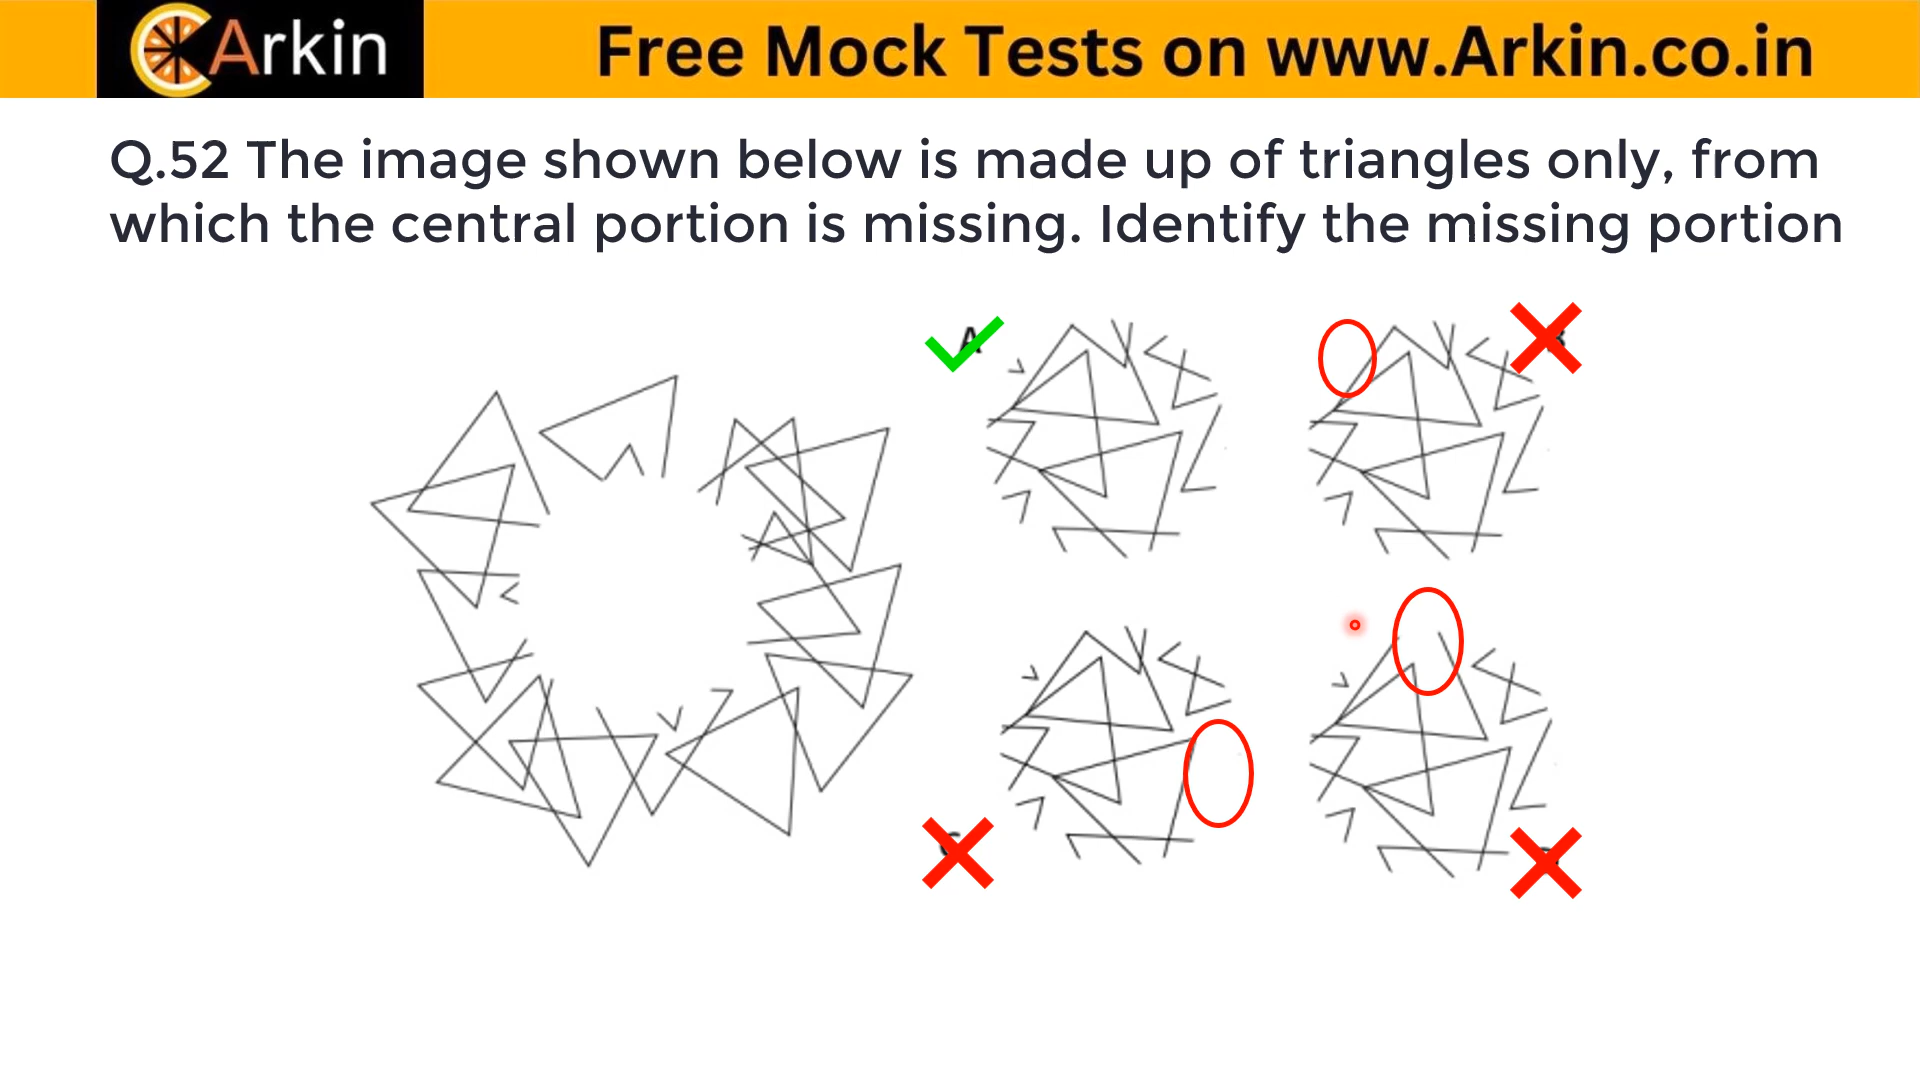 Arkin
Free Mock Tests on www.Arkin.co.in
Q.52 The image shown below is made up of triangles only, from
which the central portion is missing. Identify the missing portion
A